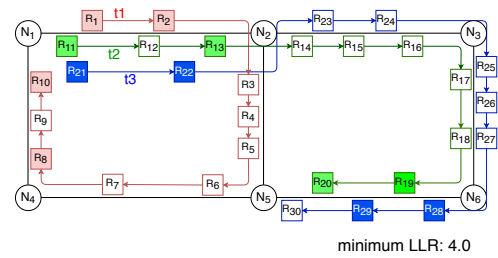 R1 t1 R2 R23 R24
N1 N2 N3
R11 R12 R13 R14 R15 R16
t2
R21 t3 R22 R25
R10 R3 R17
R26
R9 R4
R27
R8 R5 R18
R7 R6 R20 R19
N4 N5 N6
R30 R29 R28
minimum LLR: 4.0